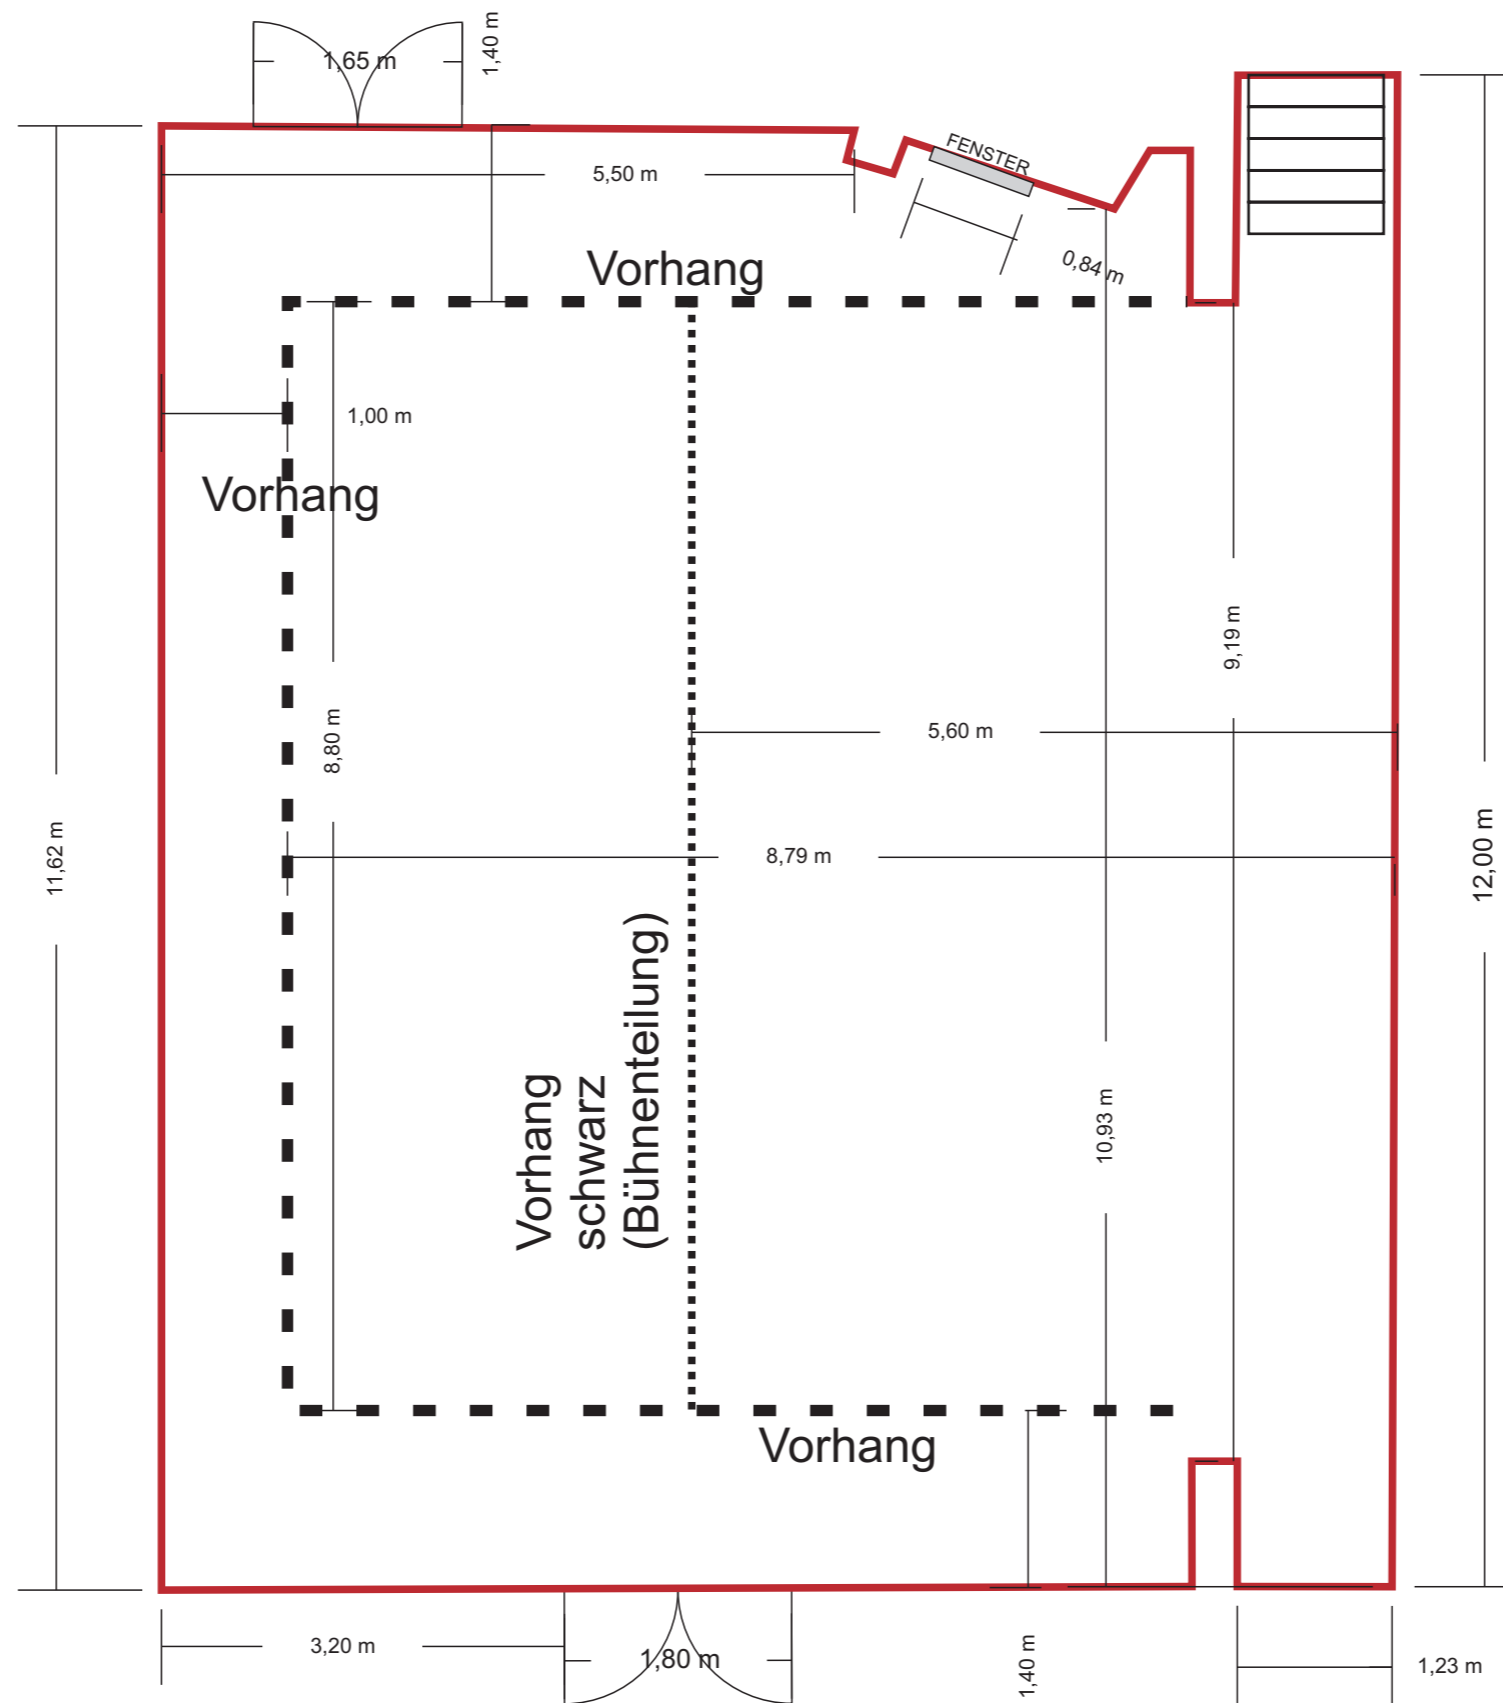 1,65 m
1,40 m
5,50 m
FENSTER
0,84 m
Vorhang
1,00 m
Vorhang
9,19 m
5,60 m
8,80 m
11,62 m
8,79 m
12,00 m
Vorhang
schwarz
(Bühnenteilung)
10,93 m
Vorhang
3,20 m
1,80 m
1,40 m
1,23 m